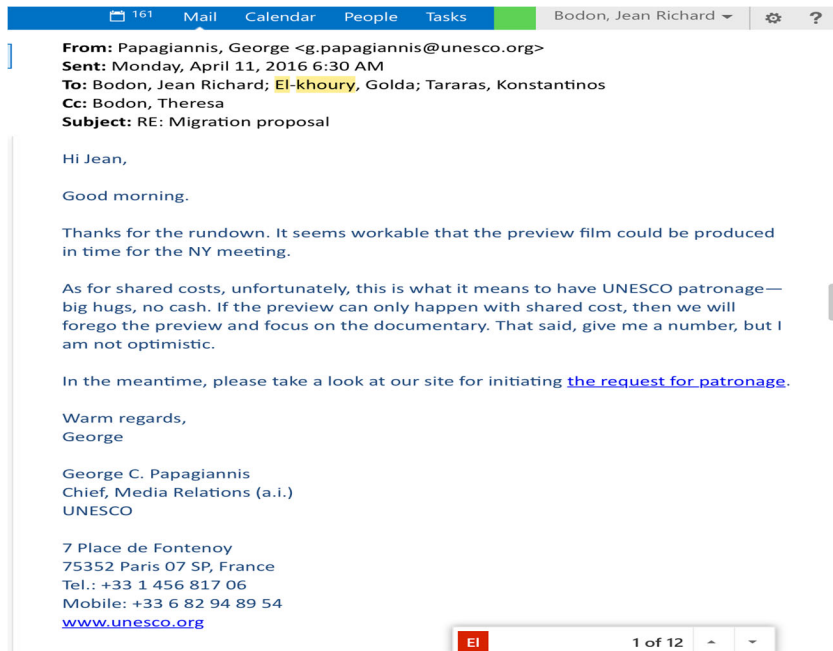 161 Mail Calendar People Tasks Bodon, Jean Richard ?
From: Papagiannis, George <g.papagiannis@unesco.org>
Sent: Monday, April 11, 2016 6:30 AM
To: Bodon, Jean Richard; El-khoury, Golda; Tararas, Konstantinos
Cc: Bodon, Theresa
Subject: RE: Migration proposal
Hi Jean,
Good morning.
Thanks for the rundown. It seems workable that the preview film could be produced
in time for the NY meeting.
As for shared costs, unfortunately, this is what it means to have UNESCO patronage—
big hugs, no cash. If the preview can only happen with shared cost, then we will
forego the preview and focus on the documentary. That said, give me a number, but I
am not optimistic.
In the meantime, please take a look at our site for initiating the request for patronage.
Warm regards,
George
George C. Papagiannis
Chief, Media Relations (a.i.)
UNESCO
7 Place de Fontenoy
75352 Paris 07 SP, France
Tel.: +33 1 456 817 06
Mobile: +33 6 82 94 89 54
www.unesco.org
El 1 of 12